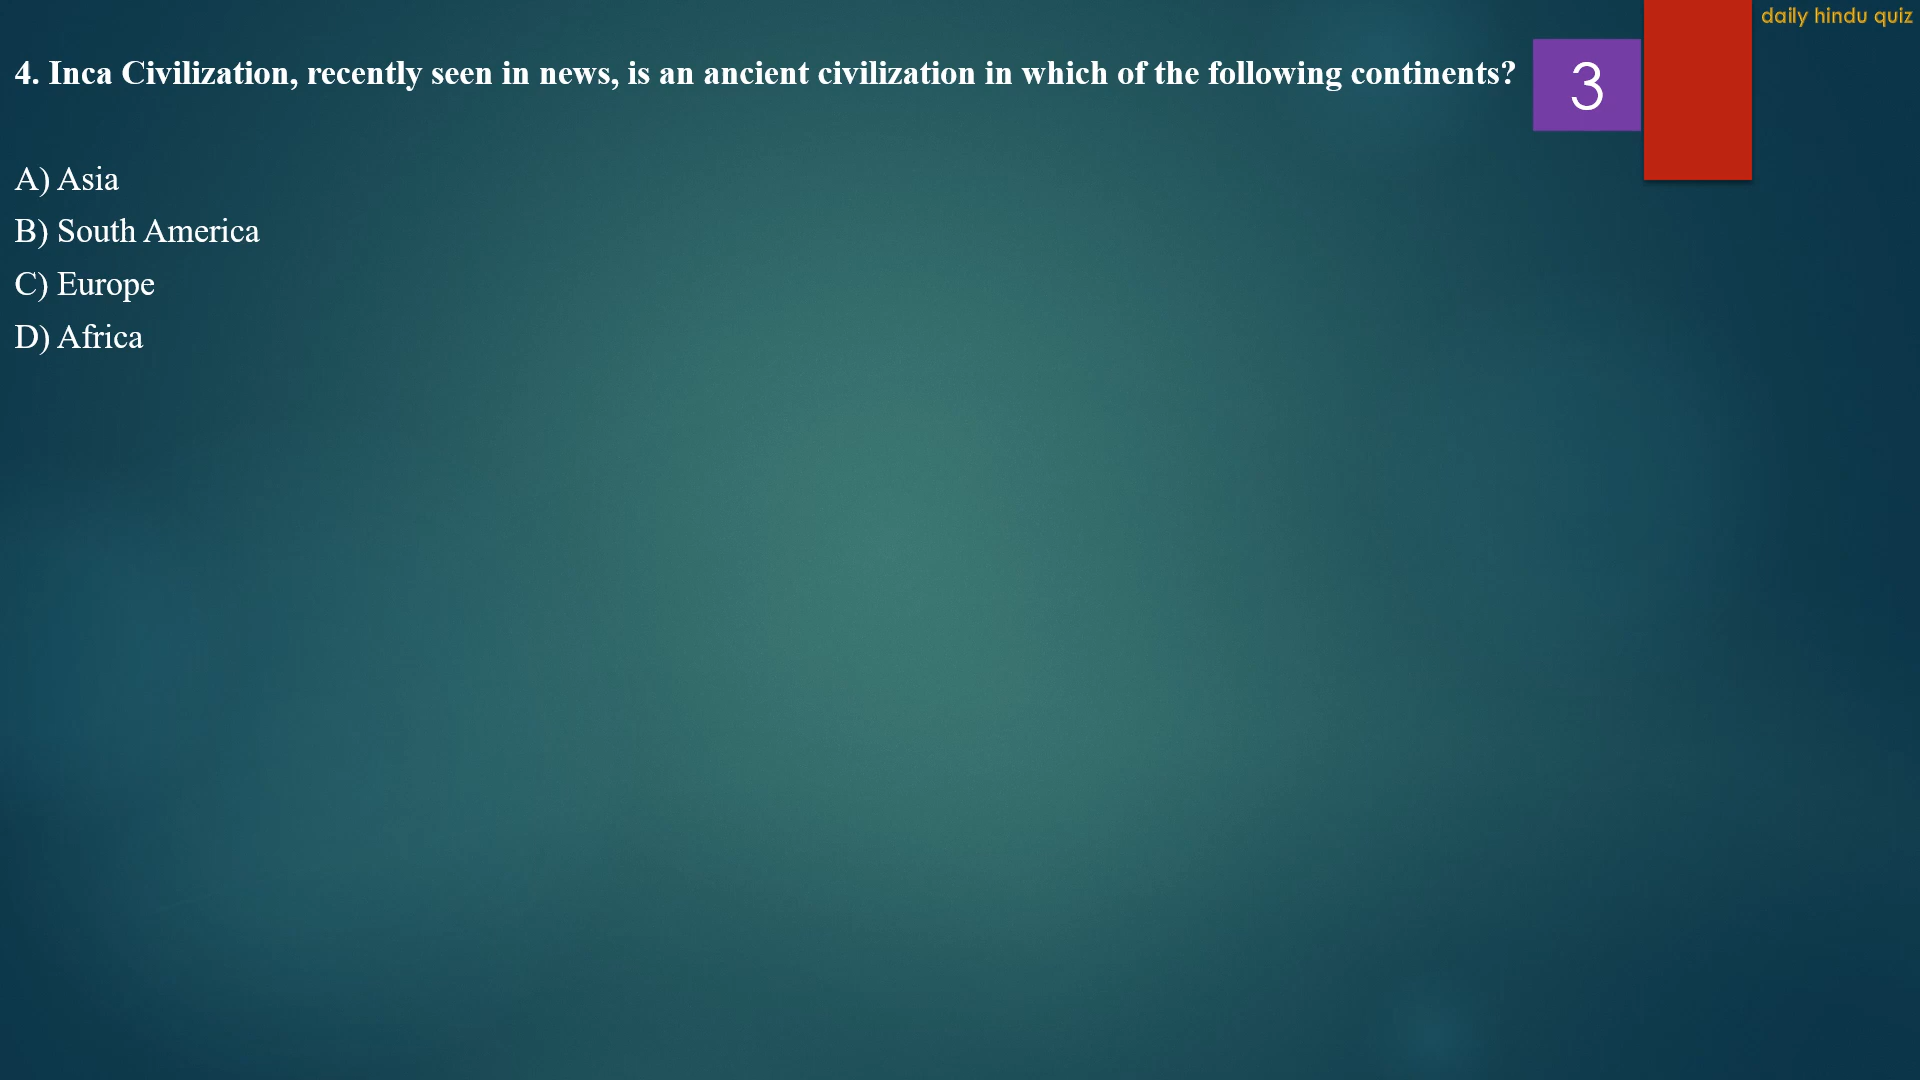 daily hindu quiz
4. Inca Civilization, recently seen in news, is an ancient civilization in which of the following continents?
3
A) Asia
B) South America
C) Europe
D) Africa